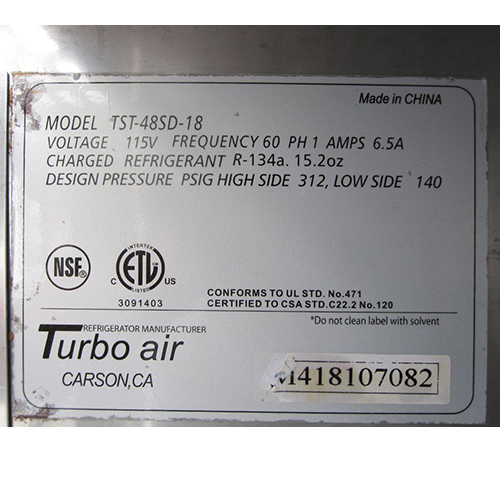 Made in CHINA
MODEL TST-48SD-18
VOLTAGE 115V FREQUENCY 60 PH 1 AMPS 6.5A
CHARGED REFRIGERANT R-134a. 15.2oz
DESIGN PRESSURE PSIG HIGH SIDE 312, LOW SIDE 140
NSF
INTERTEK
C ETL US
LISTED
3091403
CONFORMS TO UL STD. No.471
CERTIFIED TO CSA STD. C22.2 No.120
*Do not clean label with solvent
REFRIGERATOR MANUFACTURER
Turbo air
CARSON,CA
M418107082